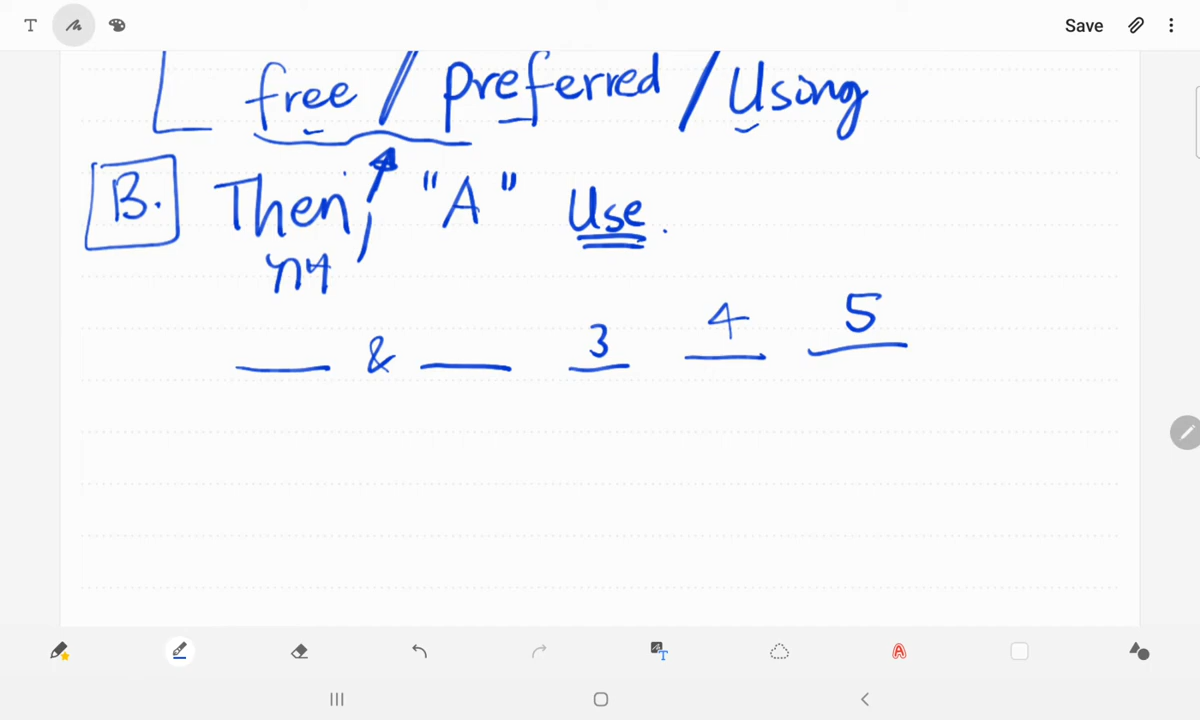 T Save
free / preferred / Using
B. Then, "A" Use.
& 3 4 5